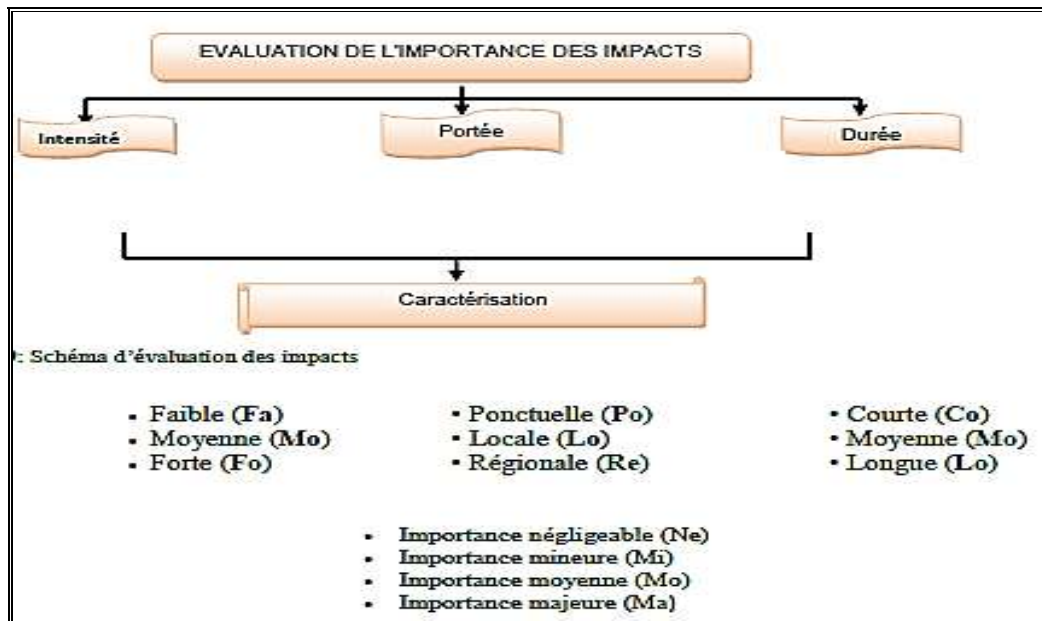 EVALUATION DE L'IMPORTANCE DES IMPACTS
Intensité Portée Durée
Caractérisation
: Schéma d'évaluation des impacts
• Faible (Fa) • Ponctuelle (Po) • Courte (Co)
• Moyenne (Mo) • Locale (Lo) • Moyenne (Mo)
• Forte (Fo) • Régionale (Re) • Longue (Lo)
• Importance négligeable (Ne)
• Importance mineure (Mi)
• Importance moyenne (Mo)
• Importance majeure (Ma)